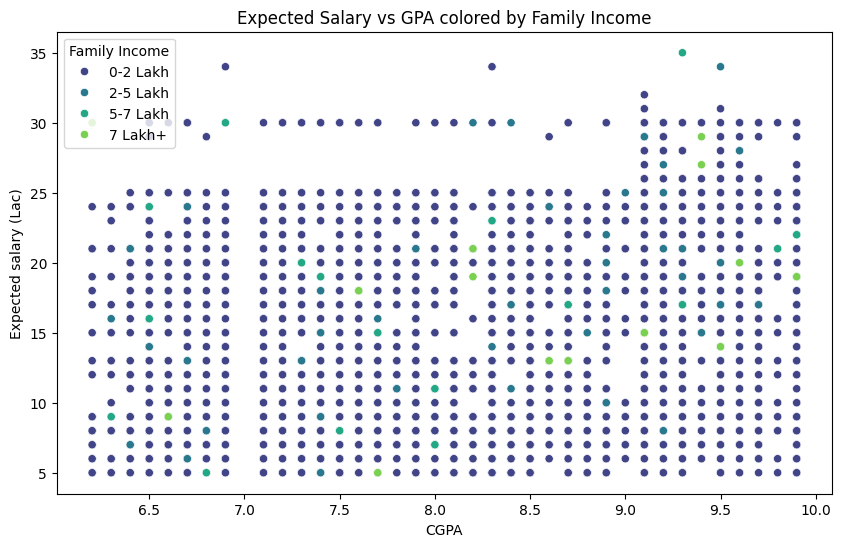 Expected Salary vs GPA colored by Family Income
Family Income
0-2 Lakh
2-5 Lakh
5-7 Lakh
7 Lakh+
Expected salary (Lac)
35
30
25
20
15
10
5
6.5 7.0 7.5 8.0 8.5 9.0 9.5 10.0
CGPA